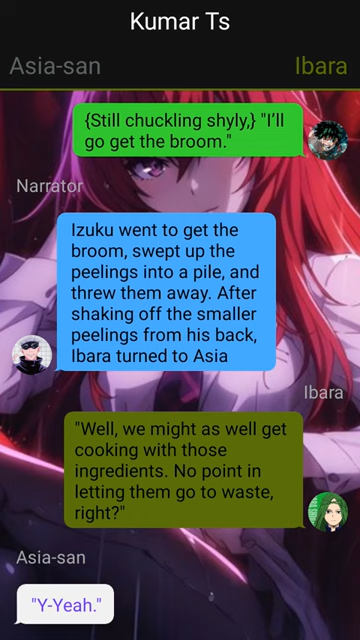 Kumar Ts
Asia-san
Ibara
{Still chuckling shyly,} "I'll
go get the broom."
Narrator
Izuku went to get the
broom, swept up the
peelings into a pile, and
threw them away. After
shaking off the smaller
peelings from his back,
Ibara turned to Asia
Ibara
"Well, we might as well get
cooking with those
ingredients. No point in
letting them go to waste,
right?"
Asia-san
"Y-Yeah."